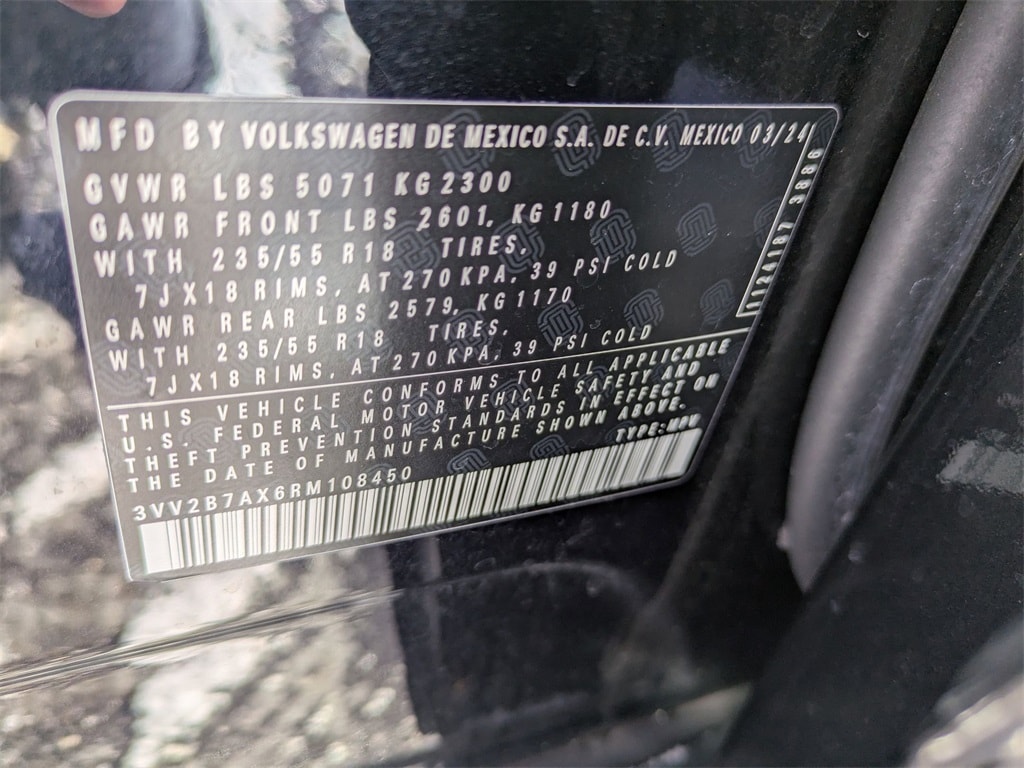 MFD BY VOLKSWAGEN DE MEXICO S.A. DE C.V. MEXICO 03/24
GVWR LBS 5071 KG 2300
GAWR FRONT LBS 2601, KG 1180
WITH 235/55 R18 TIRES,
7JX18 RIMS, AT 270 KPA, 39 PSI COLD
GAWR REAR LBS 2579, KG 1170
WITH 235/55 R18 TIRES,
7JX18 RIMS, AT 270 KPA, 39 PSI COLD
THIS VEHICLE CONFORMS TO ALL APPLICABLE
U.S. FEDERAL MOTOR VEHICLE SAFETY AND
THEFT PREVENTION STANDARDS IN EFFECT ON
THE DATE OF MANUFACTURE SHOWN ABOVE.
TYPE: MPV
3VV2B7AX6RM108450